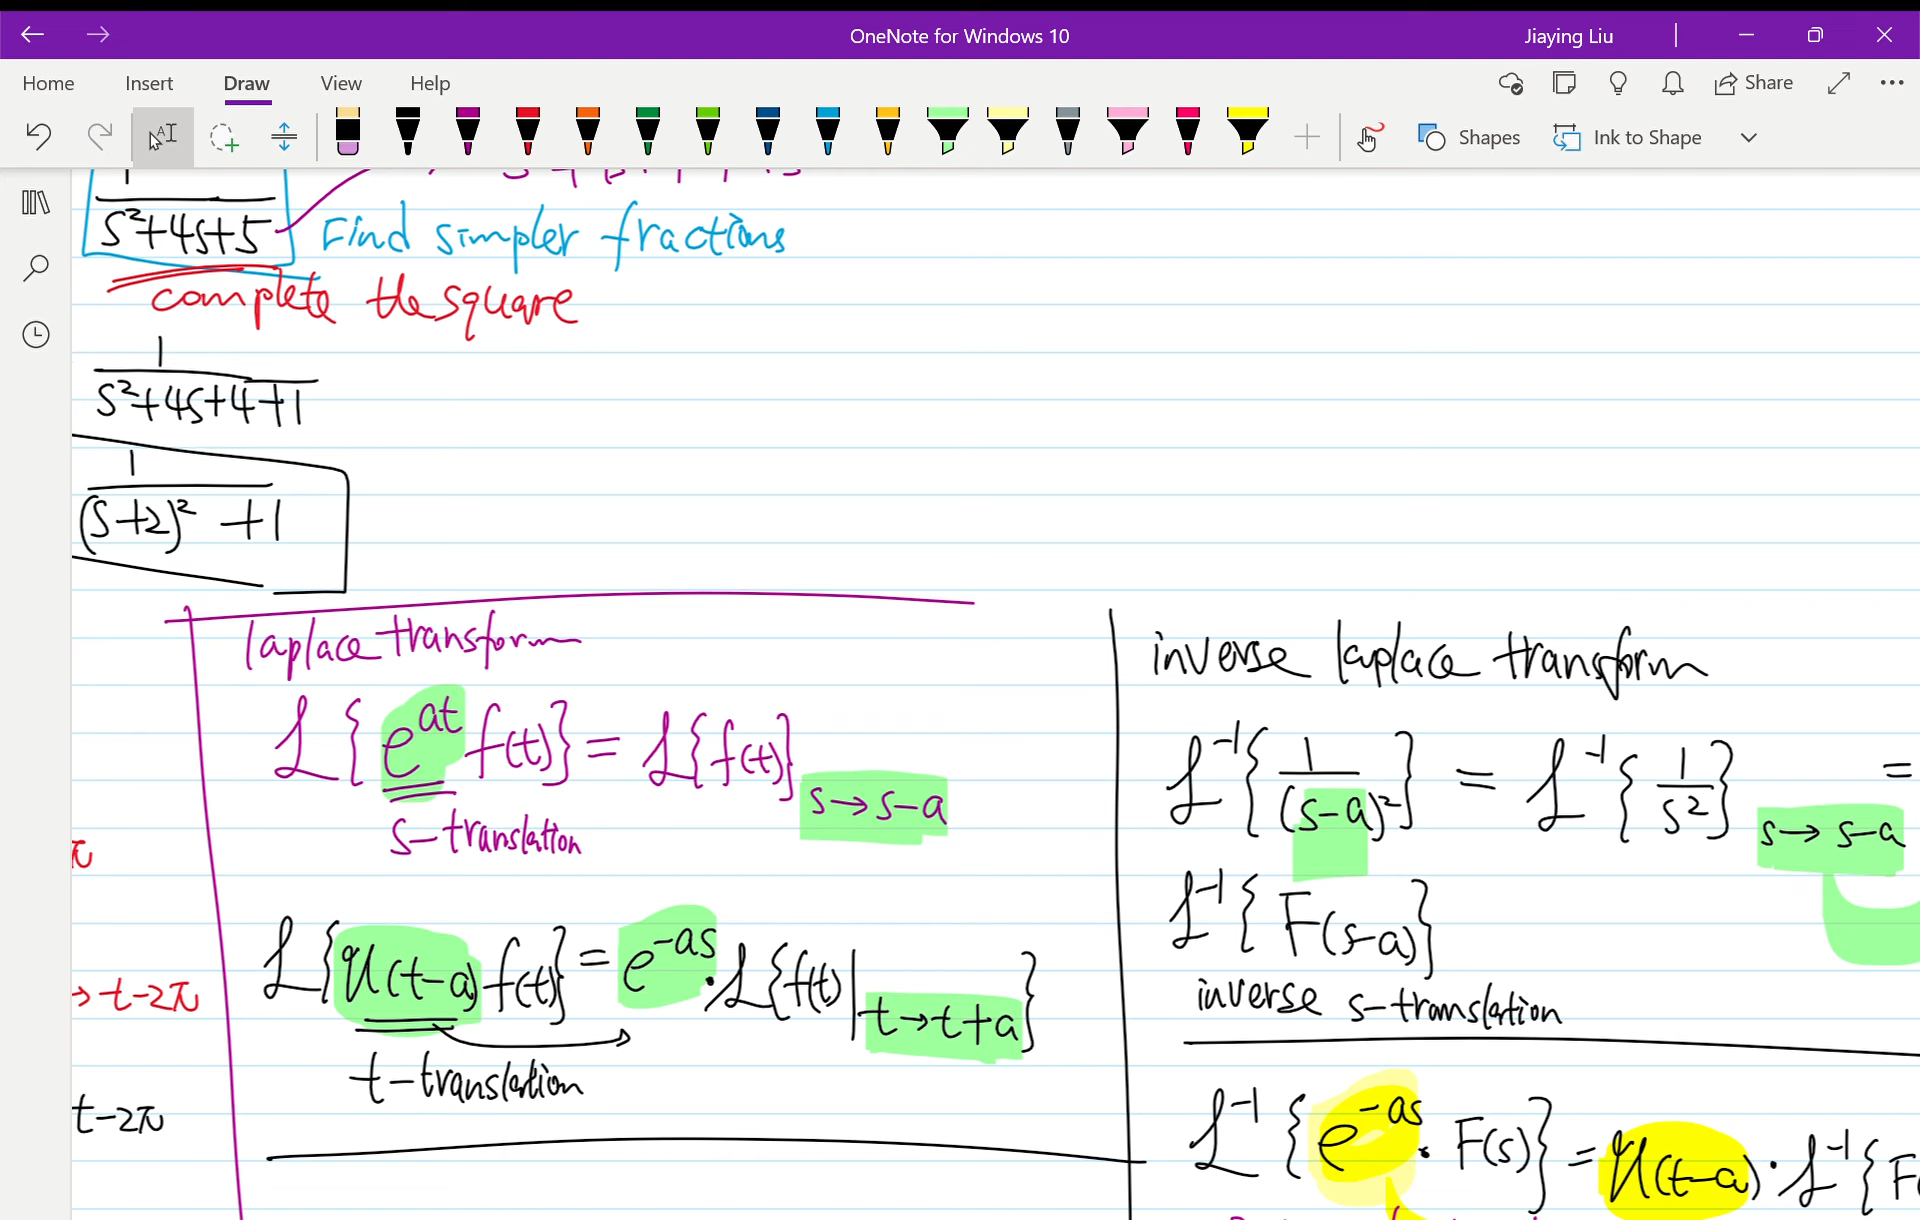 OneNote for Windows 10
Jiaying Liu
Home Insert Draw View Help
Share
Shapes
Ink to Shape
1
s²+4s+5
Find simpler fractions
complete the square
1
s²+4s+4+1
1
(s+2)² +1
laplace transform
ℒ{e^{at} f(t)} = ℒ{f(t)} s→s-a
s-translation
π
ℒ{𝒰(t-a) f(t)} = e^{-as} · ℒ{f(t)| t→t+a}
t-translation
→ t-2π
t-2π
inverse laplace transform
ℒ⁻¹{1/(s-a)²} = ℒ⁻¹{1/s²} s→s-a =
ℒ⁻¹{F(s-a)}
inverse s-translation
ℒ⁻¹{e^{-as} · F(s)} = 𝒰(t-a) · ℒ⁻¹{F